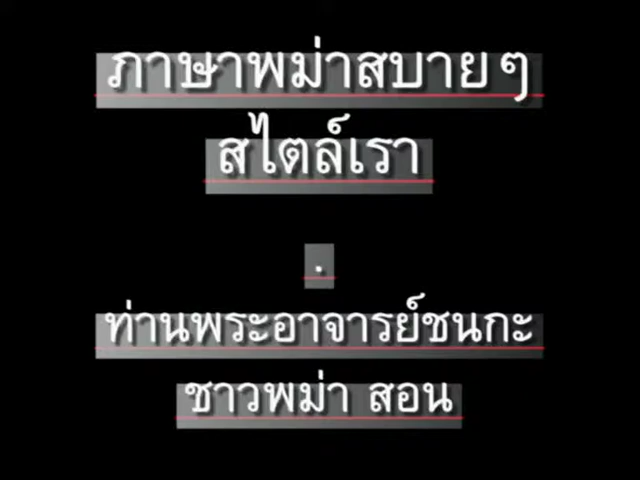 ภาษาพม่าสบายๆ
สไตล์เรา
.
ท่านพระอาจารย์ชนกะ
ชาวพม่า สอน